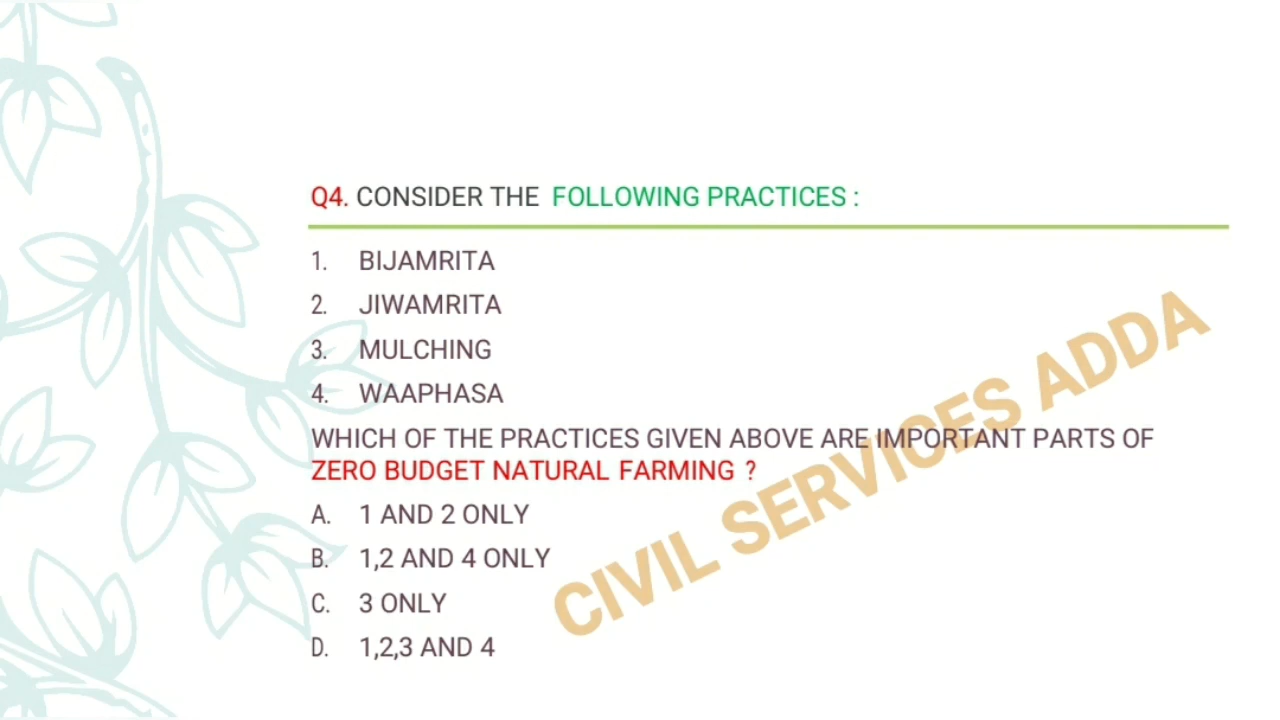 Q4. CONSIDER THE FOLLOWING PRACTICES :
1. BIJAMRITA
2. JIWAMRITA
3. MULCHING
4. WAAPHASA
WHICH OF THE PRACTICES GIVEN ABOVE ARE IMPORTANT PARTS OF
ZERO BUDGET NATURAL FARMING ?
A. 1 AND 2 ONLY
B. 1,2 AND 4 ONLY
C. 3 ONLY
D. 1,2,3 AND 4
CIVIL SERVICES ADDA